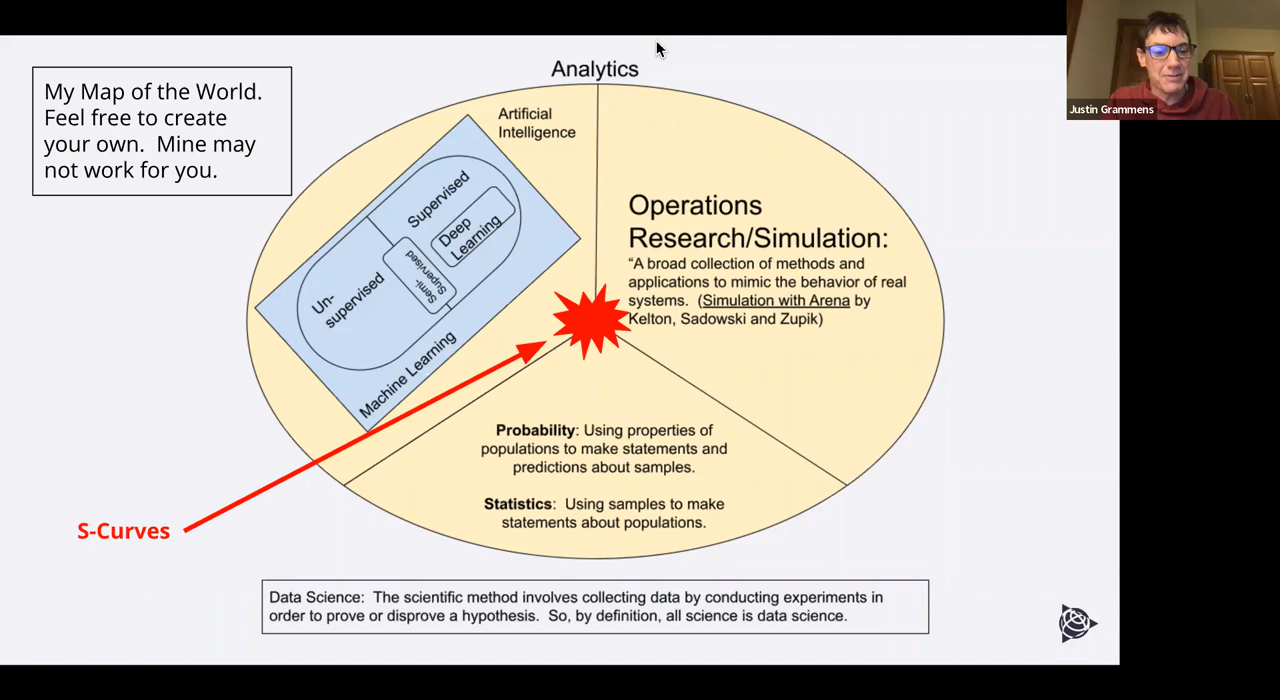 My Map of the World.
Feel free to create
your own.  Mine may
not work for you.
Analytics
Justin Grammens
Artificial
Intelligence
Supervised
Deep
Learning
Semi-
Supervised
Un-
supervised
Machine Learning
Operations
Research/Simulation:
“A broad collection of methods and
applications to mimic the behavior of real
systems.  (Simulation with Arena by
Kelton, Sadowski and Zupik)
Probability: Using properties of
populations to make statements and
predictions about samples.
Statistics:  Using samples to make
statements about populations.
S-Curves
Data Science:  The scientific method involves collecting data by conducting experiments in
order to prove or disprove a hypothesis.  So, by definition, all science is data science.